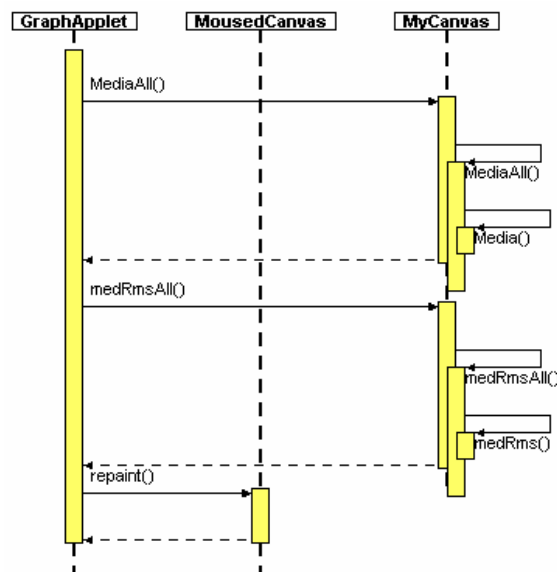 GraphApplet MousedCanvas MyCanvas
MediaAll()
MediaAll()
Media()
medRmsAll()
medRmsAll()
medRms()
repaint()